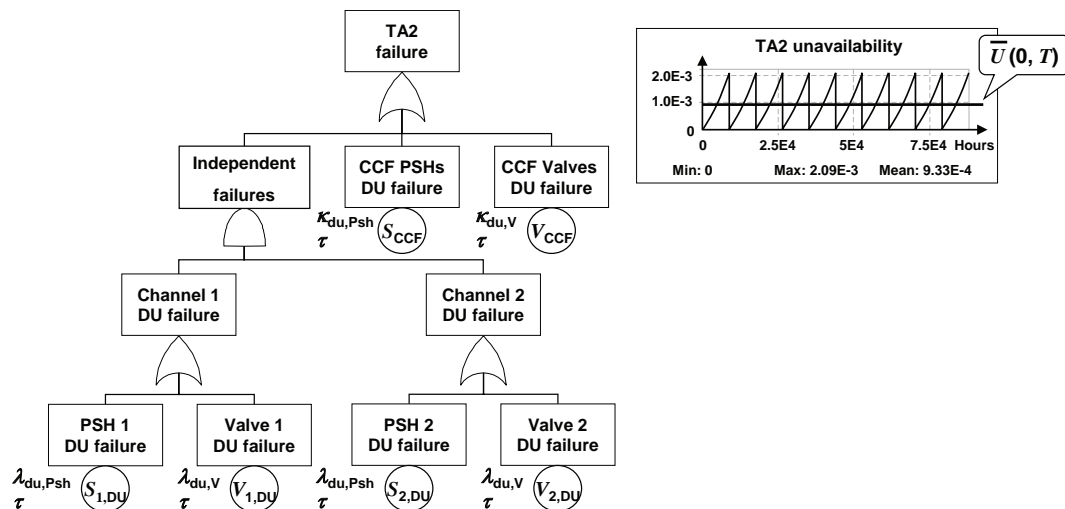 TA2
failure
Independent
failures
CCF PSHs
DU failure
CCF Valves
DU failure
κdu,Psh
τ
SCCF
κdu,V
τ
VCCF
Channel 1
DU failure
Channel 2
DU failure
PSH 1
DU failure
Valve 1
DU failure
PSH 2
DU failure
Valve 2
DU failure
λdu,Psh
τ
S1,DU
λdu,V
τ
V1,DU
λdu,Psh
τ
S2,DU
λdu,V
τ
V2,DU
TA2 unavailability
U̅ (0, T)
2.0E-3
1.0E-3
0
0 2.5E4 5E4 7.5E4 Hours
Min: 0 Max: 2.09E-3 Mean: 9.33E-4